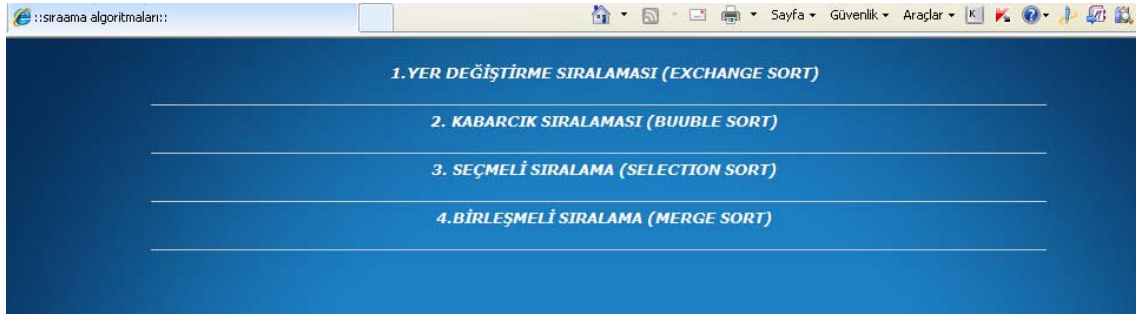 ::sıraama algoritmaları:: Sayfa Güvenlik Araçlar
1.YER DEĞİŞTİRME SIRALAMASI (EXCHANGE SORT)
2. KABARCIK SIRALAMASI (BUUBLE SORT)
3. SEÇMELİ SIRALAMA (SELECTION SORT)
4.BİRLEŞMELİ SIRALAMA (MERGE SORT)